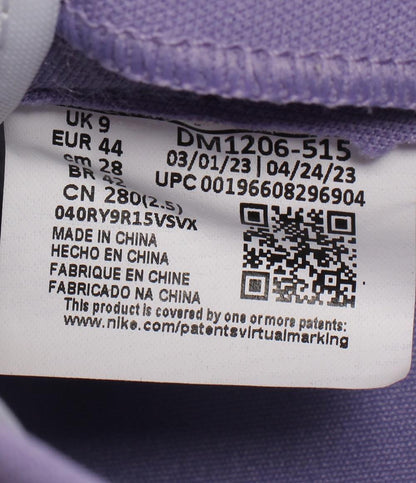 UK 9
EUR 44
cm 28
BR 42
CN 280(2.5)
040RY9R15VSVX
DM1206-515
03/01/23 | 04/24/23
UPC 00196608296904
MADE IN CHINA
HECHO EN CHINA
FABRIQUE EN CHINE
FABRICADO NA CHINA
This product is covered by one or more patents:
www.nike.com/patentsvirtualmarking